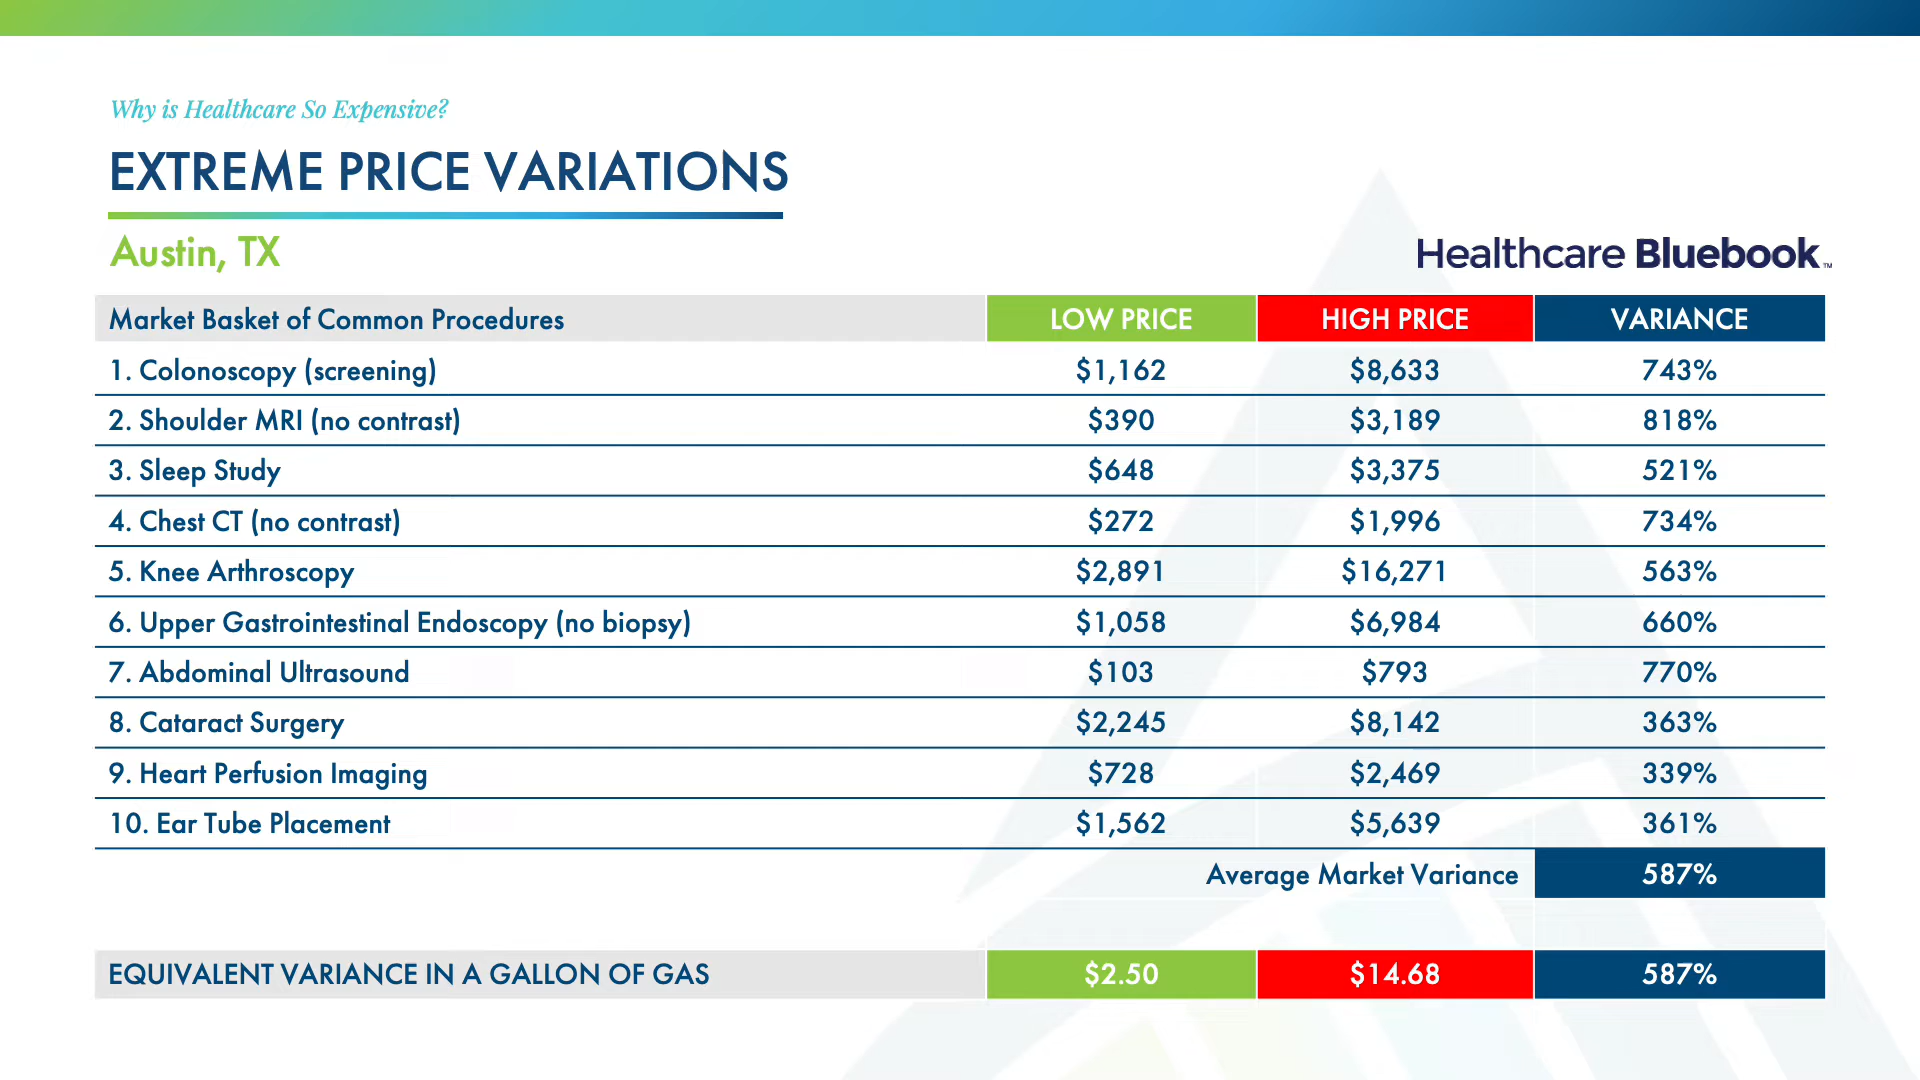 Why is Healthcare So Expensive?
EXTREME PRICE VARIATIONS
Austin, TX
Healthcare Bluebook™
Market Basket of Common Procedures LOW PRICE HIGH PRICE VARIANCE
1. Colonoscopy (screening) $1,162 $8,633 743%
2. Shoulder MRI (no contrast) $390 $3,189 818%
3. Sleep Study $648 $3,375 521%
4. Chest CT (no contrast) $272 $1,996 734%
5. Knee Arthroscopy $2,891 $16,271 563%
6. Upper Gastrointestinal Endoscopy (no biopsy) $1,058 $6,984 660%
7. Abdominal Ultrasound $103 $793 770%
8. Cataract Surgery $2,245 $8,142 363%
9. Heart Perfusion Imaging $728 $2,469 339%
10. Ear Tube Placement $1,562 $5,639 361%
Average Market Variance 587%
EQUIVALENT VARIANCE IN A GALLON OF GAS $2.50 $14.68 587%